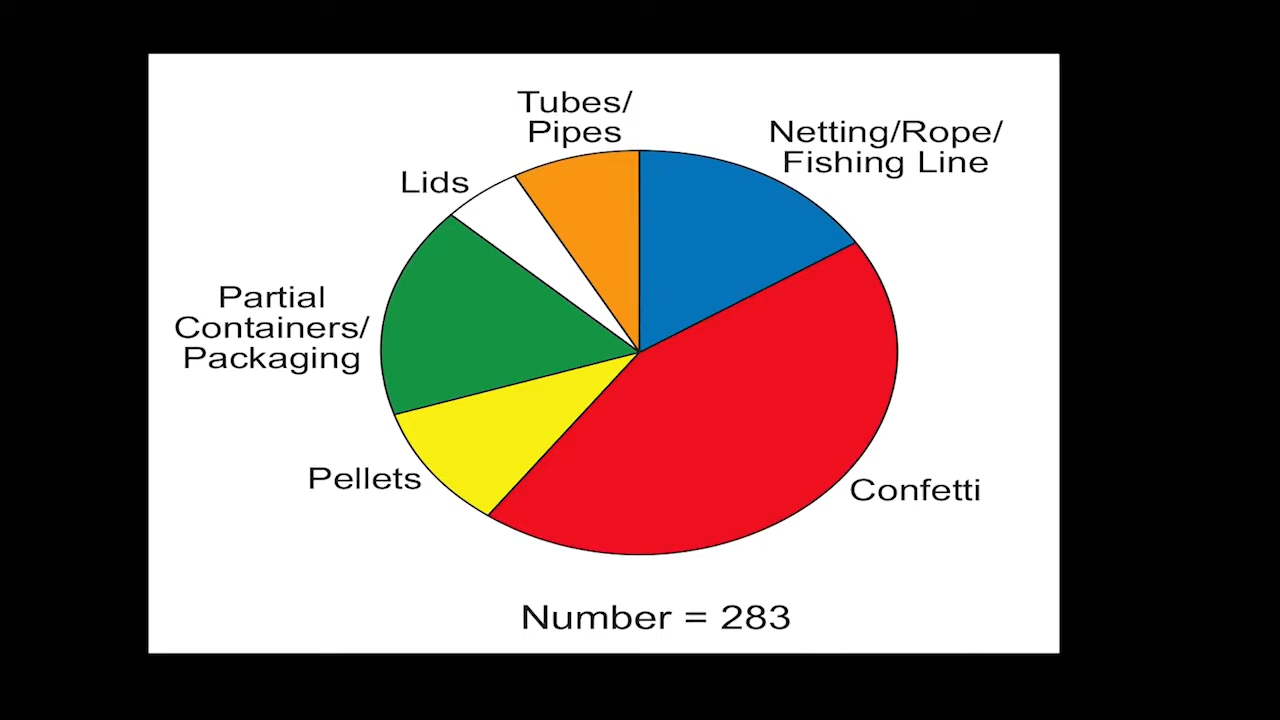 Tubes/
Pipes
Netting/Rope/
Fishing Line
Lids
Partial
Containers/
Packaging
Pellets
Confetti
Number = 283